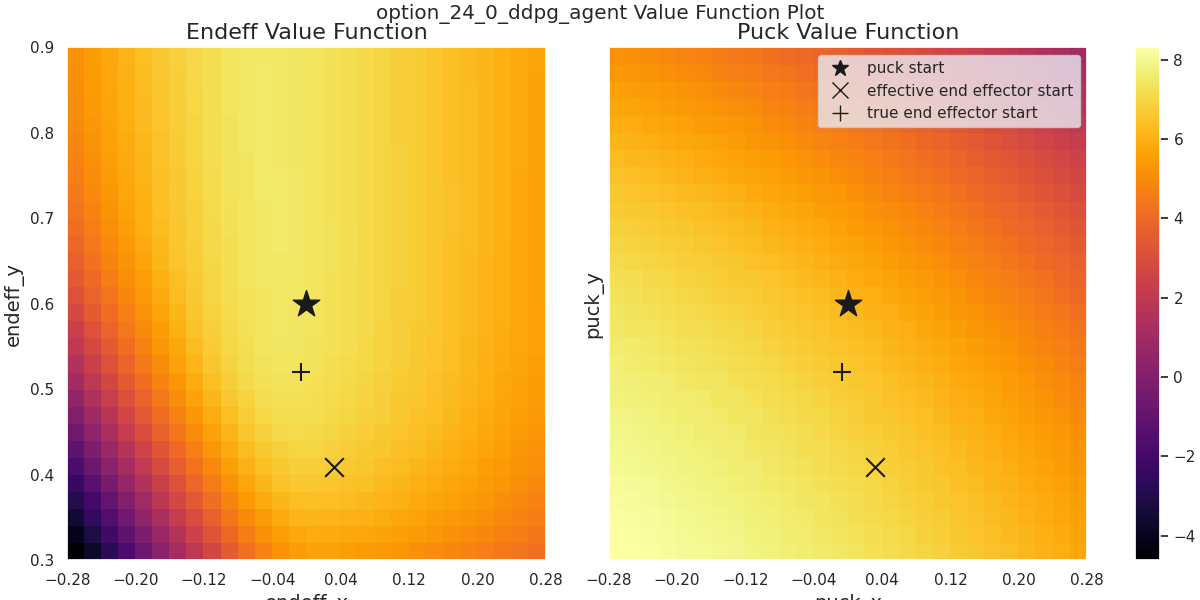 option_24_0_ddpg_agent Value Function Plot
Endeff Value Function
Puck Value Function
0.9
0.8
0.7
0.6
0.5
0.4
0.3
endeff_y
−0.28 −0.20 −0.12 −0.04 0.04 0.12 0.20 0.28
endeff_x
puck_y
puck start
effective end effector start
true end effector start
−0.28 −0.20 −0.12 −0.04 0.04 0.12 0.20 0.28
puck_x
8
6
4
2
0
−2
−4